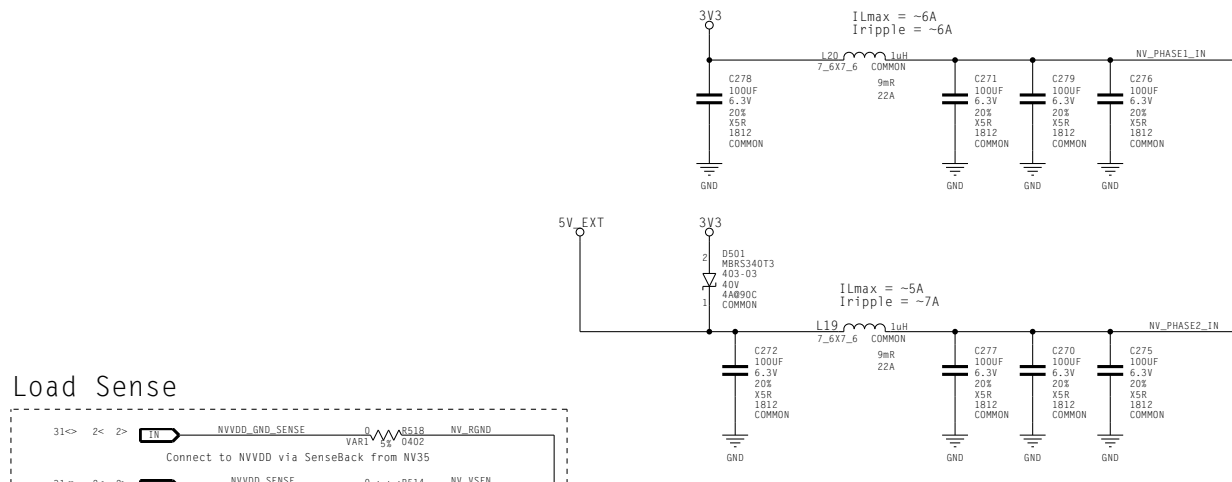 3V3
ILmax = ~6A
Iripple = ~6A
L20
1uH
NV_PHASE1_IN
7_6X7_6 COMMON
9mR
22A
C278
100UF
6.3V
20%
X5R
1812
COMMON
GND
C271
100UF
6.3V
20%
X5R
1812
COMMON
GND
C279
100UF
6.3V
20%
X5R
1812
COMMON
GND
C276
100UF
6.3V
20%
X5R
1812
COMMON
GND
5V_EXT
3V3
2
D501
MBRS340T3
403-03
40V
4A@90C
COMMON
1
ILmax = ~5A
Iripple = ~7A
L19
1uH
NV_PHASE2_IN
7_6X7_6 COMMON
9mR
22A
C272
100UF
6.3V
20%
X5R
1812
COMMON
GND
C277
100UF
6.3V
20%
X5R
1812
COMMON
GND
C270
100UF
6.3V
20%
X5R
1812
COMMON
GND
C275
100UF
6.3V
20%
X5R
1812
COMMON
GND
Load Sense
31<> 2< 2> IN NVVDD_GND_SENSE 0 R518 NV_RGND
VAR1 5% 0402
Connect to NVVDD via SenseBack from NV35
NVVDD_SENSE R514 NV_VSEN